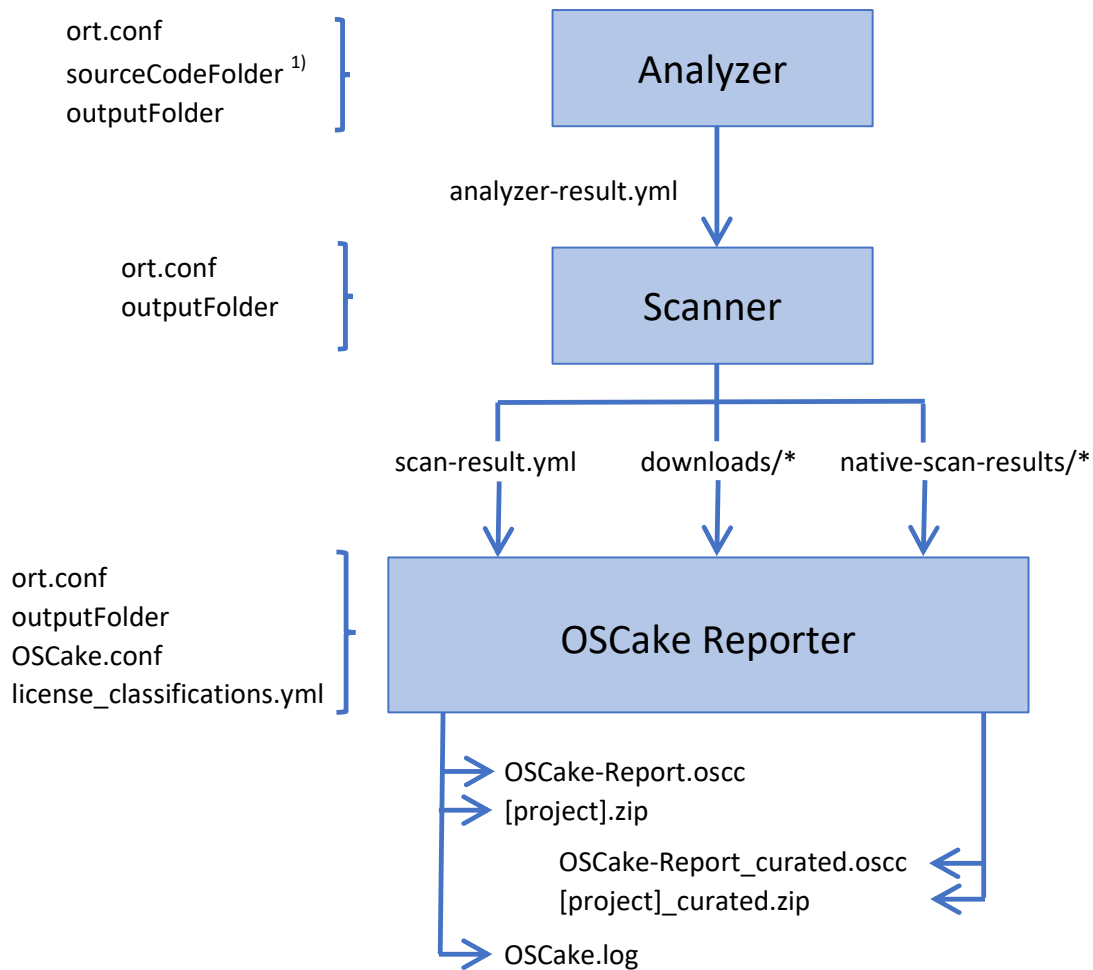 ort.conf
sourceCodeFolder 1)
outputFolder
Analyzer
analyzer-result.yml
ort.conf
outputFolder
Scanner
scan-result.yml
downloads/*
native-scan-results/*
ort.conf
outputFolder
OSCake.conf
license_classifications.yml
OSCake Reporter
OSCake-Report.oscc
[project].zip
OSCake-Report_curated.oscc
[project]_curated.zip
OSCake.log